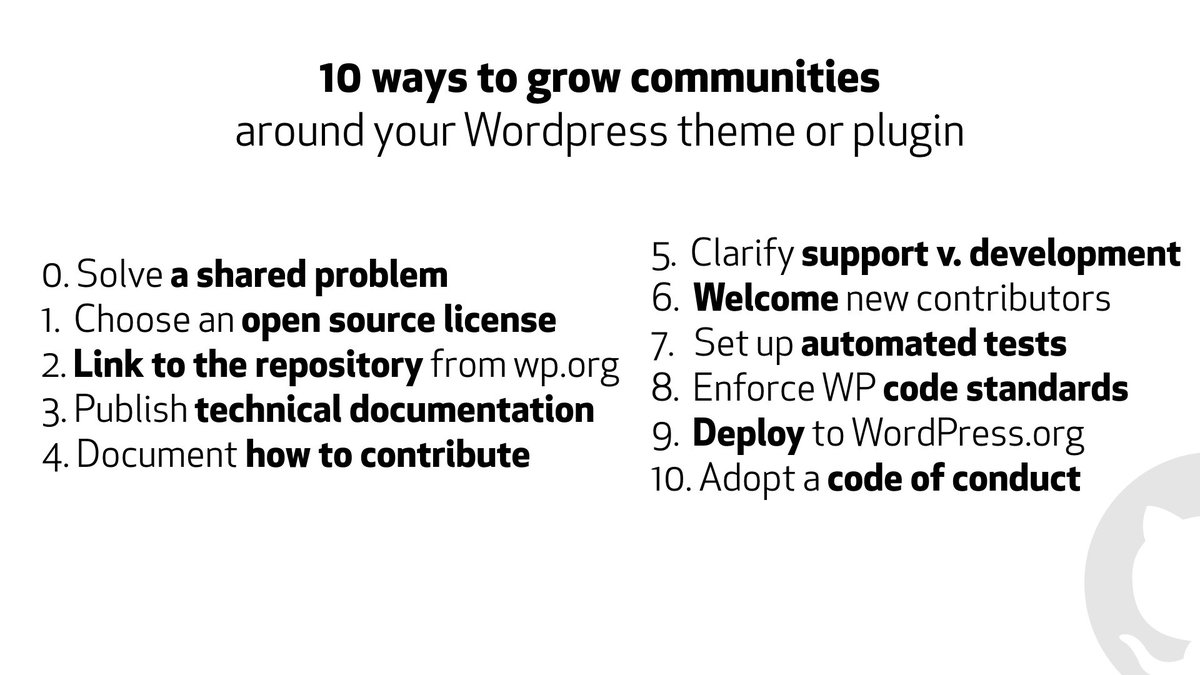 10 ways to grow communities
around your Wordpress theme or plugin
0. Solve a shared problem
1. Choose an open source license
2. Link to the repository from wp.org
3. Publish technical documentation
4. Document how to contribute
5. Clarify support v. development
6. Welcome new contributors
7. Set up automated tests
8. Enforce WP code standards
9. Deploy to WordPress.org
10. Adopt a code of conduct